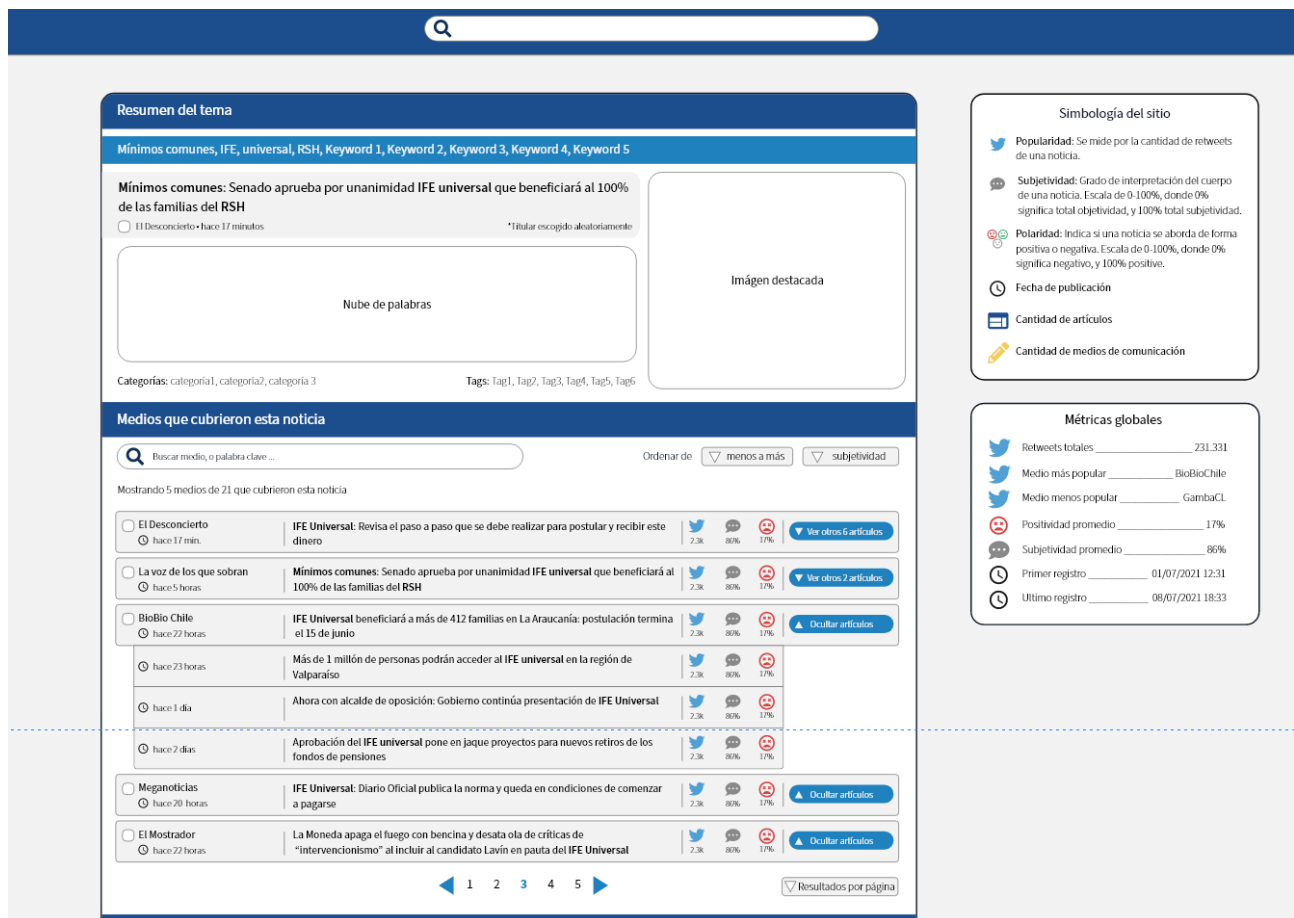 Resumen del tema
Mínimos comunes, IFE, universal, RSH, Keyword 1, Keyword 2, Keyword 3, Keyword 4, Keyword 5
Mínimos comunes: Senado aprueba por unanimidad IFE universal que beneficiará al 100%
de las familias del RSH
El Desconcierto • hace 17 minutos
*Titular escogido aleatoriamente
Nube de palabras
Imágen destacada
Categorías: categoria1, categoría2, categoría 3
Tags: Tag1, Tag2, Tag3, Tag4, Tag5, Tag6
Medios que cubrieron esta noticia
Buscar medio, o palabra clave ...
Ordenar de
menos a más
subjetividad
Mostrando 5 medios de 21 que cubrieron esta noticia
El Desconcierto
hace 17 min.
IFE Universal: Revisa el paso a paso que se debe realizar para postular y recibir este
dinero
2.3k 86% 17%
Ver otros 6 artículos
La voz de los que sobran
hace 5 horas
Mínimos comunes: Senado aprueba por unanimidad IFE universal que beneficiará al
100% de las familias del RSH
2.3k 86% 17%
Ver otros 2 artículos
BioBio Chile
hace 22 horas
IFE Universal beneficiará a más de 412 familias en La Araucanía: postulación termina
el 15 de junio
2.3k 86% 17%
Ocultar artículos
hace 23 horas
Más de 1 millón de personas podrán acceder al IFE universal en la región de
Valparaíso
2.3k 86% 17%
hace 1 día
Ahora con alcalde de oposición: Gobierno continúa presentación de IFE Universal
2.3k 86% 17%
hace 2 días
Aprobación del IFE universal pone en jaque proyectos para nuevos retiros de los
fondos de pensiones
2.3k 86% 17%
Meganoticias
hace 20 horas
IFE Universal: Diario Oficial publica la norma y queda en condiciones de comenzar
a pagarse
2.3k 86% 17%
Ocultar artículos
El Mostrador
hace 22 horas
La Moneda apaga el fuego con bencina y desata ola de críticas de
“intervencionismo” al incluir al candidato Lavín en pauta del IFE Universal
2.3k 86% 17%
Ocultar artículos
1 2 3 4 5
Resultados por página
Simbología del sitio
Popularidad: Se mide por la cantidad de retweets
de una noticia.
Subjetividad: Grado de interpretación del cuerpo
de una noticia. Escala de 0-100%, donde 0%
significa total objetividad, y 100% total subjetividad.
Polaridad: Indica si una noticia se aborda de forma
positiva o negativa. Escala de 0-100%, donde 0%
significa negativo, y 100% positive.
Fecha de publicación
Cantidad de artículos
Cantidad de medios de comunicación
Métricas globales
Retweets totales 231.331
Medio más popular BioBioChile
Medio menos popular GambaCL
Positividad promedio 17%
Subjetividad promedio 86%
Primer registro 01/07/2021 12:31
Ultimo registro 08/07/2021 18:33